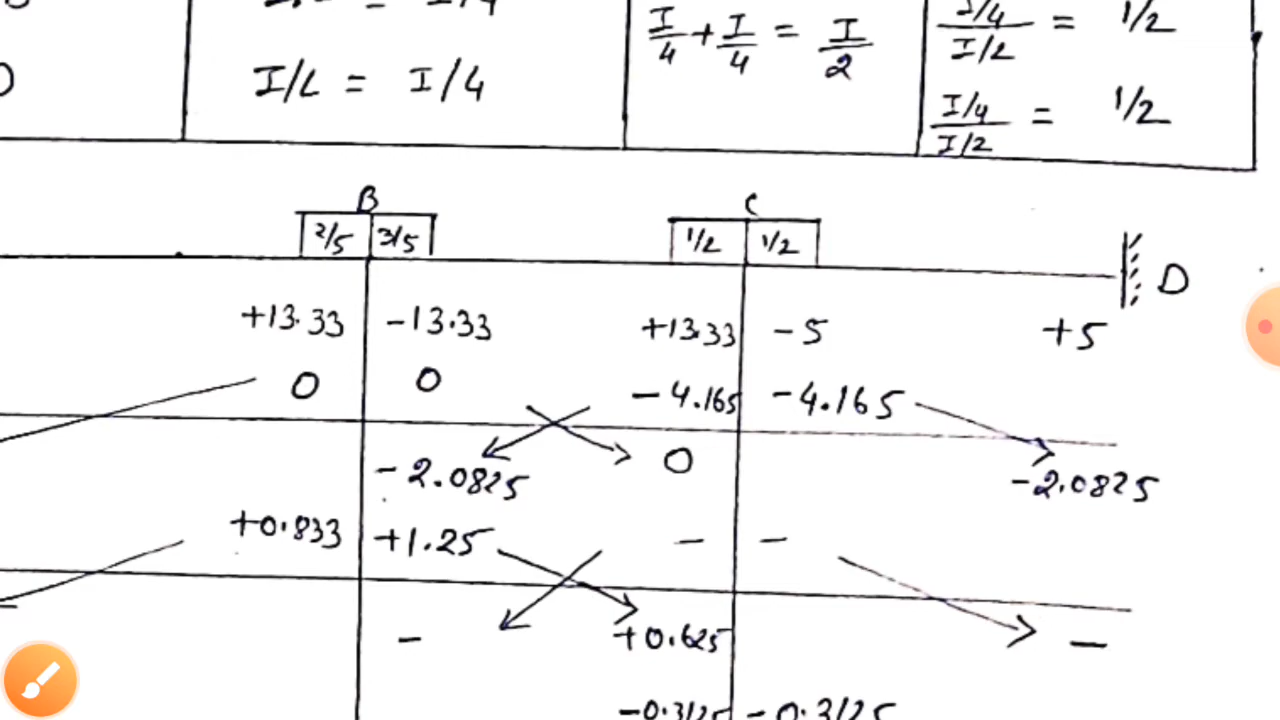 I/4 + I/4 = I/2
I/4 / I/2 = 1/2
I/L = I/4
I/4 / I/2 = 1/2
B
C
2/5 3/5
1/2 1/2
D
+13.33 -13.33 +13.33 -5 +5
0 0 -4.165 -4.165
-2.0825 0 -2.0825
+0.833 +1.25 - -
- +0.625 -
-0.3125 -0.3125